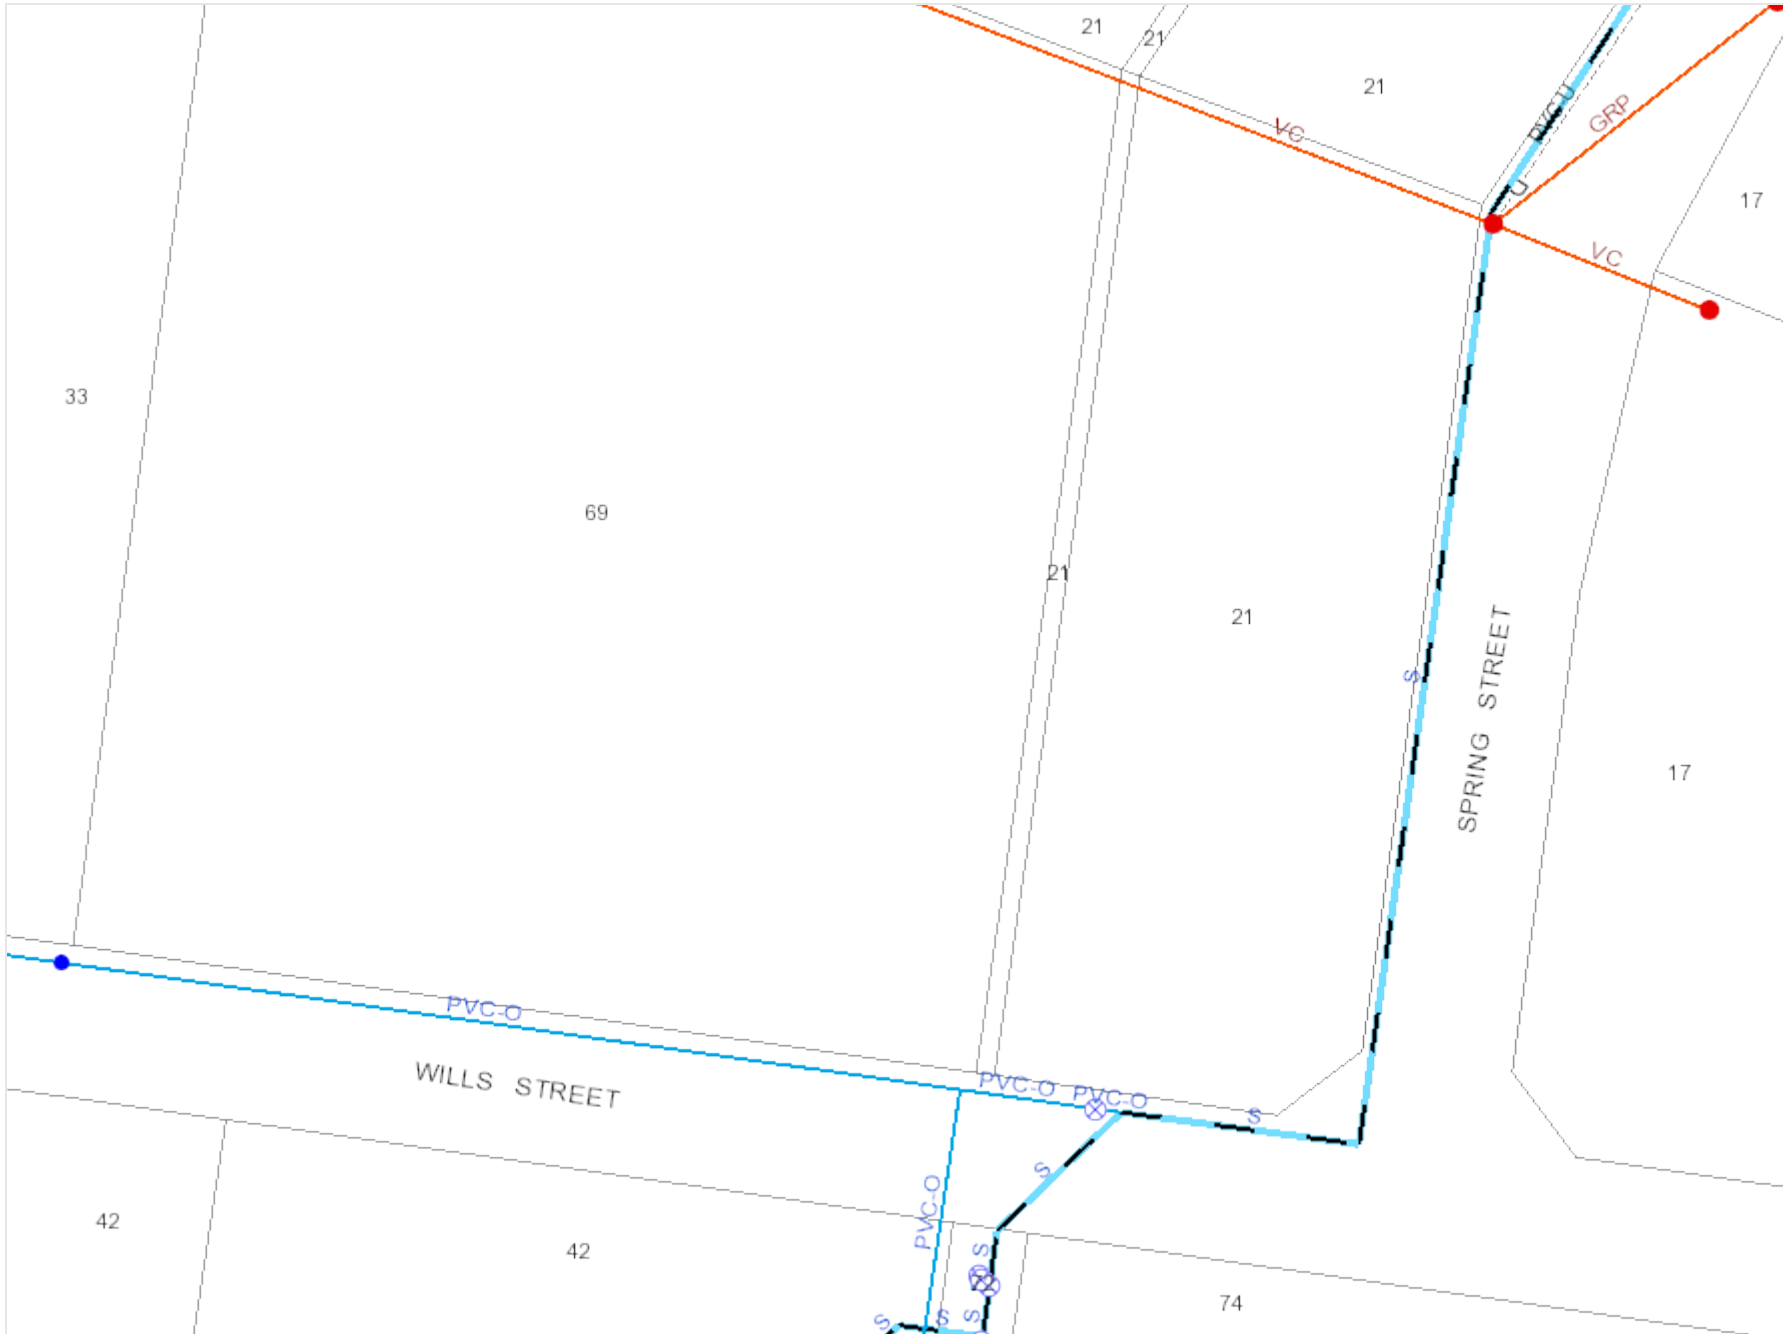 21
21
21
PVC-U
GRP
VC
U
17
VC
33
69
21
21
S
SPRING STREET
17
PVC-O
WILLS STREET
PVC-O
PVC-O
S
S
PVC-O
42
42
S
72
74
S
S
S